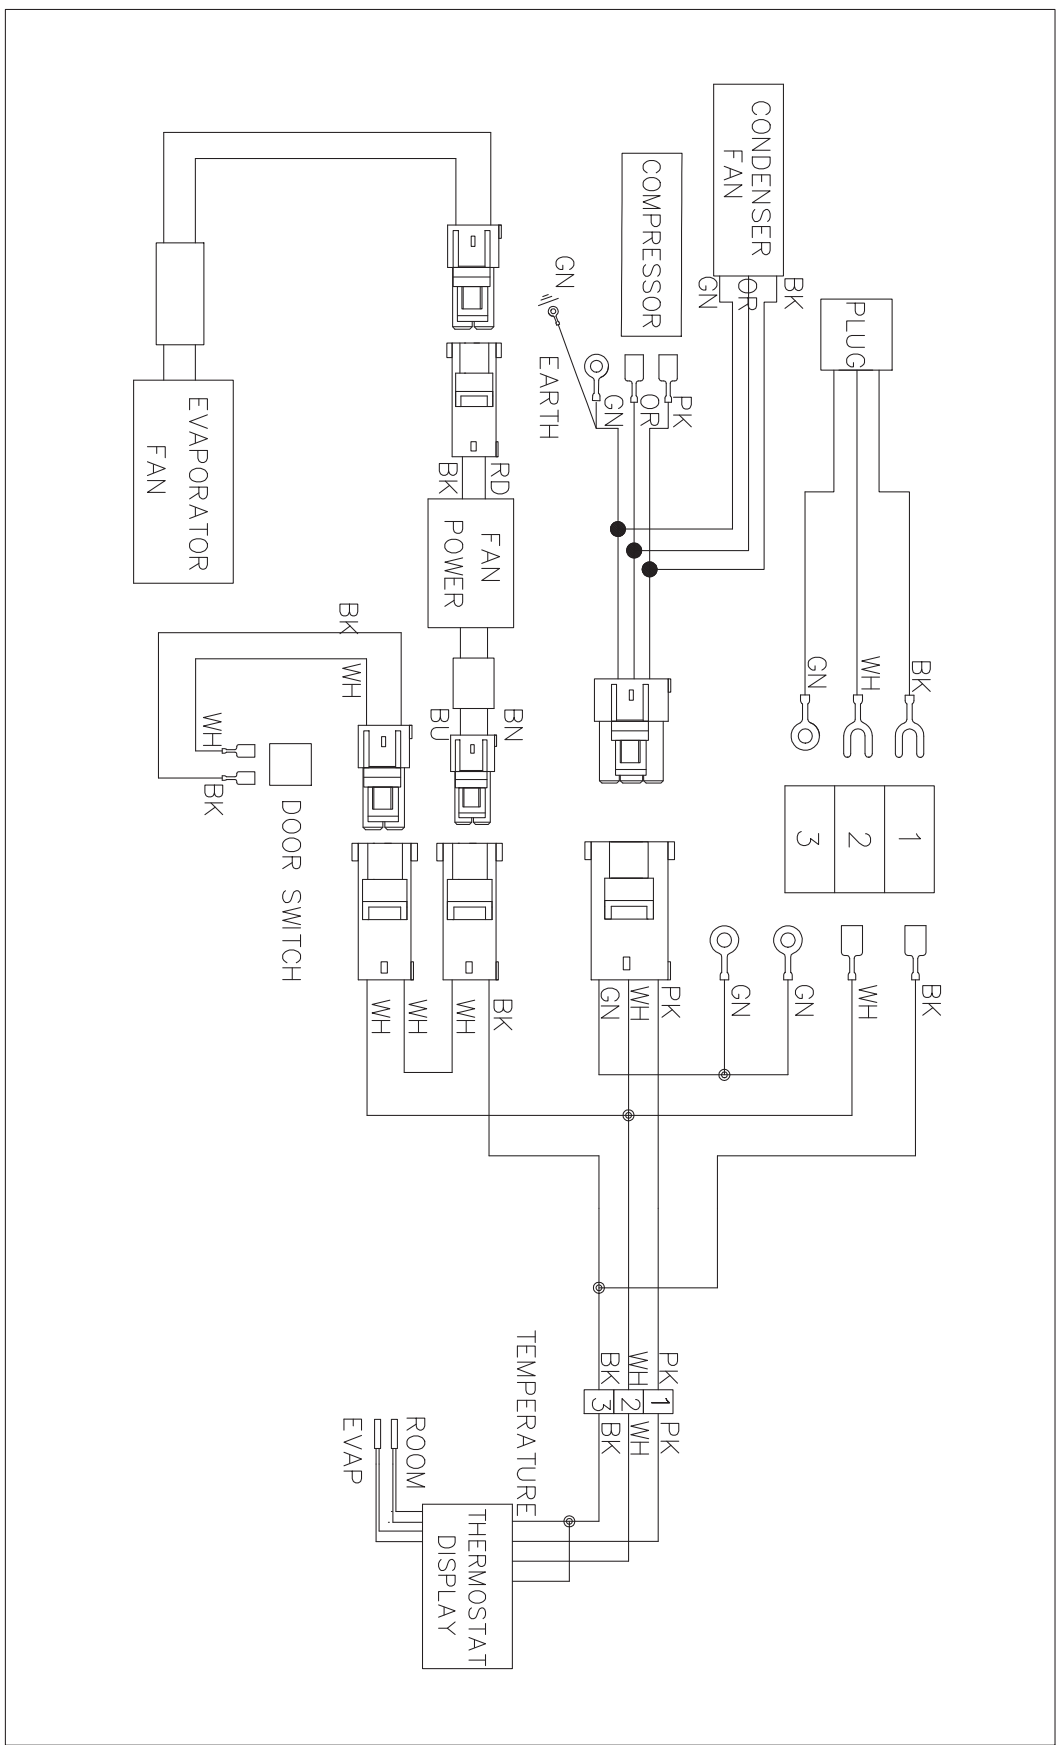 PLUG
BK
WH
GN
1
2
3
BK
WH
GN
GN
CONDENSER
FAN
BK
OR
GN
COMPRESSOR
PK
OR
GN
GN
EARTH
PK
WH
GN
PK
WH
BK
1
2
3
PK
WH
BK
TEMPERATURE
THERMOSTAT
DISPLAY
ROOM
EVAP
RD
BK
FAN
POWER
BN
BU
BK
WH
WH
WH
BK
WH
WH
BK
DOOR SWITCH
EVAPORATOR
FAN